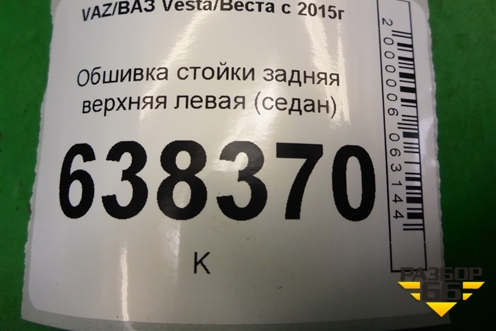 VAZ/ВАЗ Vesta/Веста с 2015г
Обшивка стойки задняя
верхняя левая (седан)
638370
К
2000006063144
РАЗБОР
66